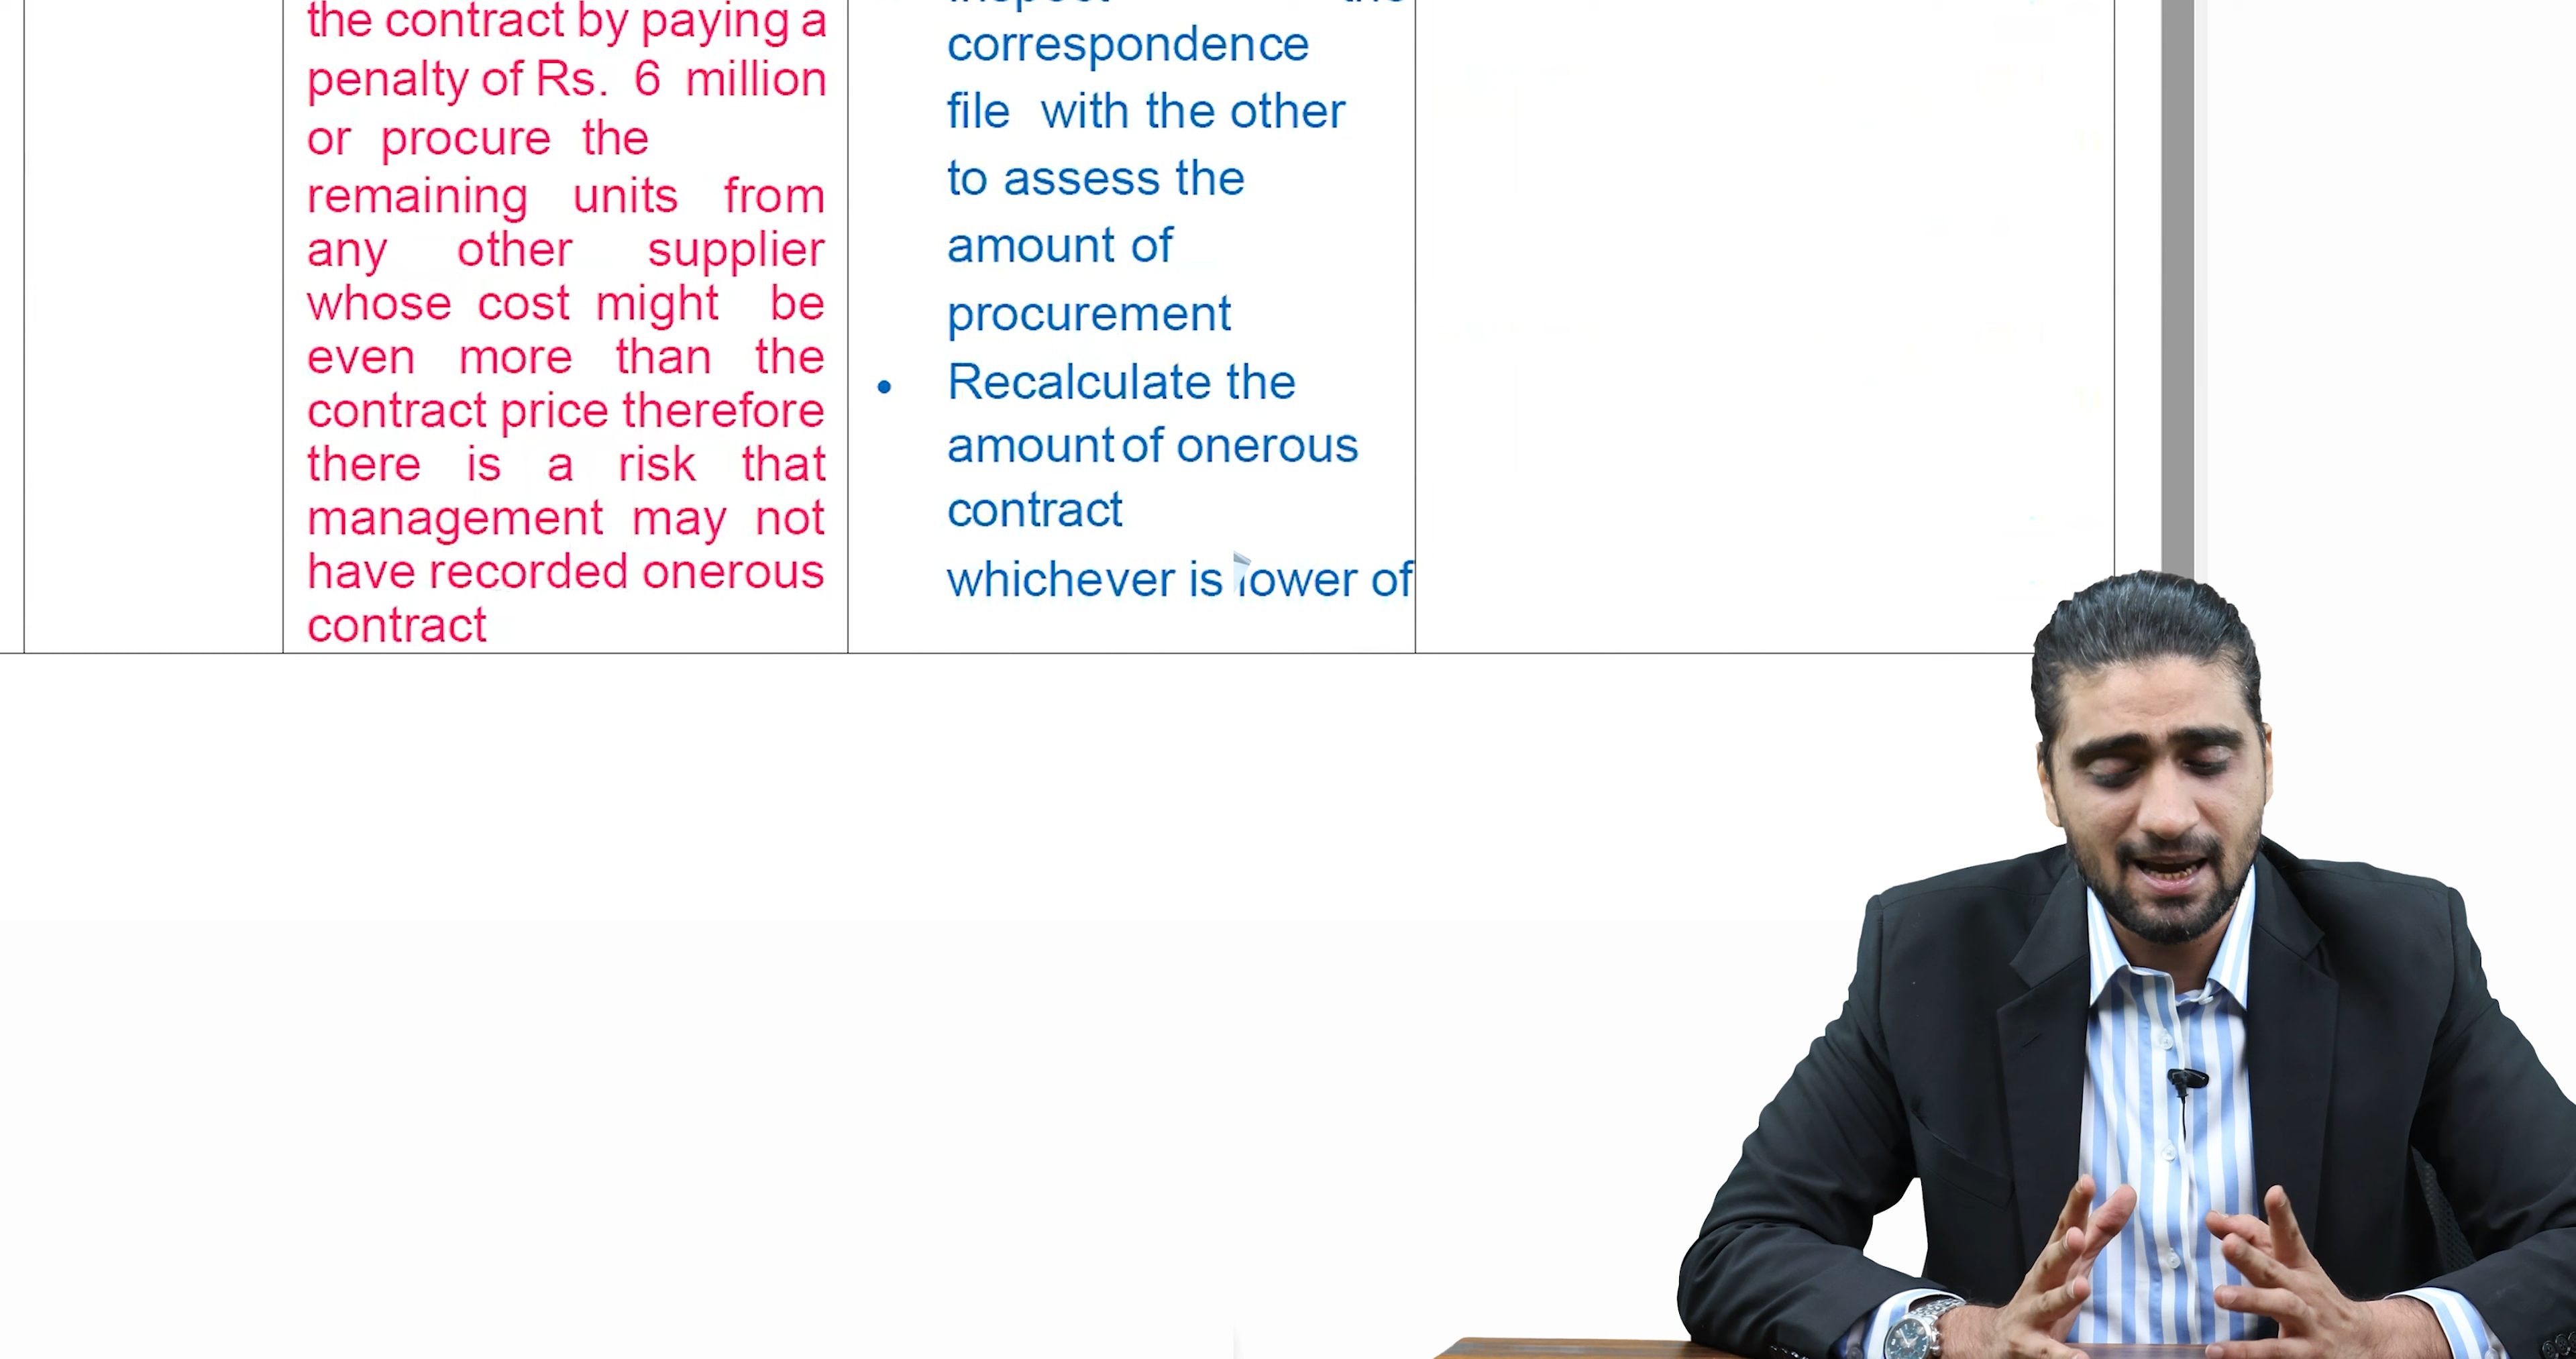 the contract by paying a
penalty of Rs. 6 million
or procure the
remaining units from
any other supplier
whose cost might be
even more than the
contract price therefore
there is a risk that
management may not
have recorded onerous
contract
inspect the
correspondence
file with the other
to assess the
amount of
procurement
• Recalculate the
amount of onerous
contract
whichever is lower of